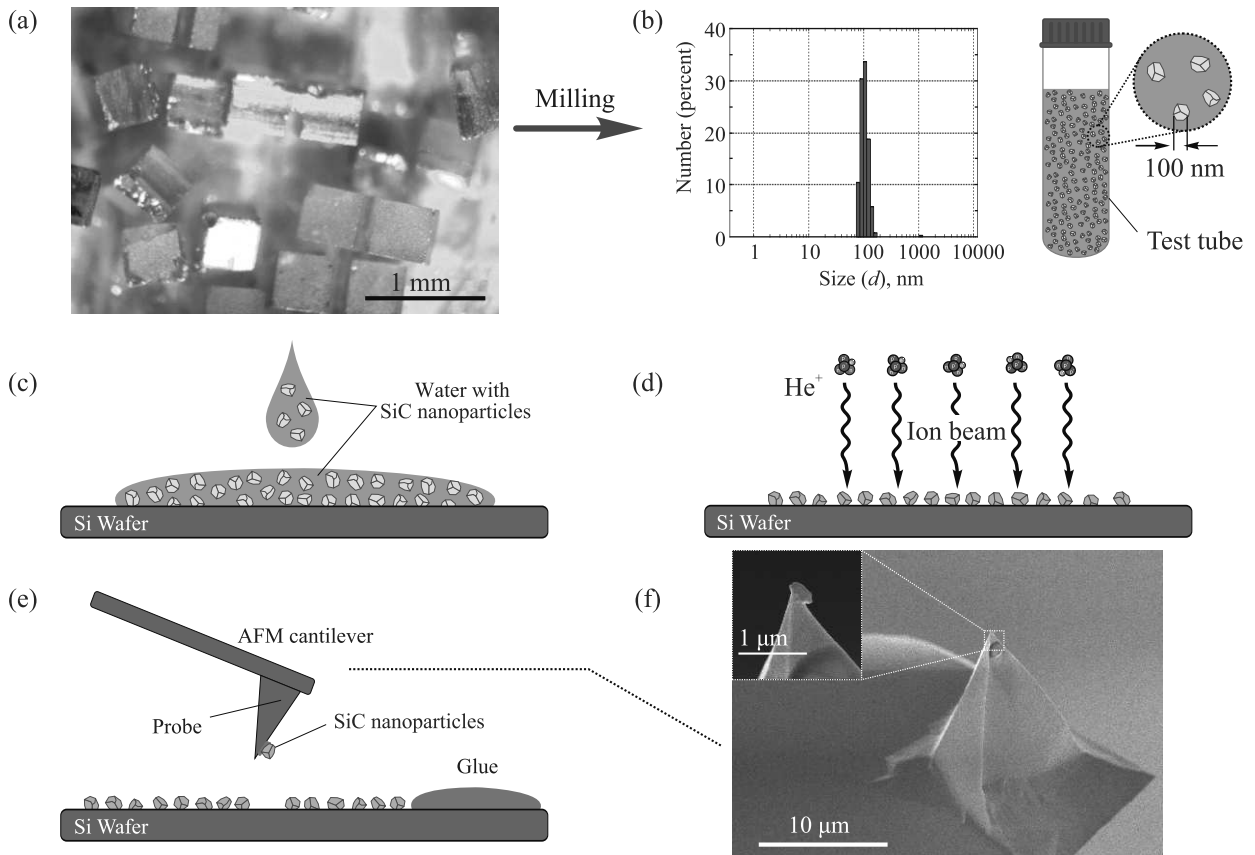 (a)
1 mm
Milling
(b)
40
30
20
10
0
Number (percent)
1
10
100
1000
10000
Size (d), nm
100 nm
Test tube
(c)
Water with
SiC nanoparticles
Si Wafer
(d)
He+
Ion beam
Si Wafer
(e)
AFM cantilever
Probe
SiC nanoparticles
Glue
Si Wafer
(f)
1 μm
10 μm